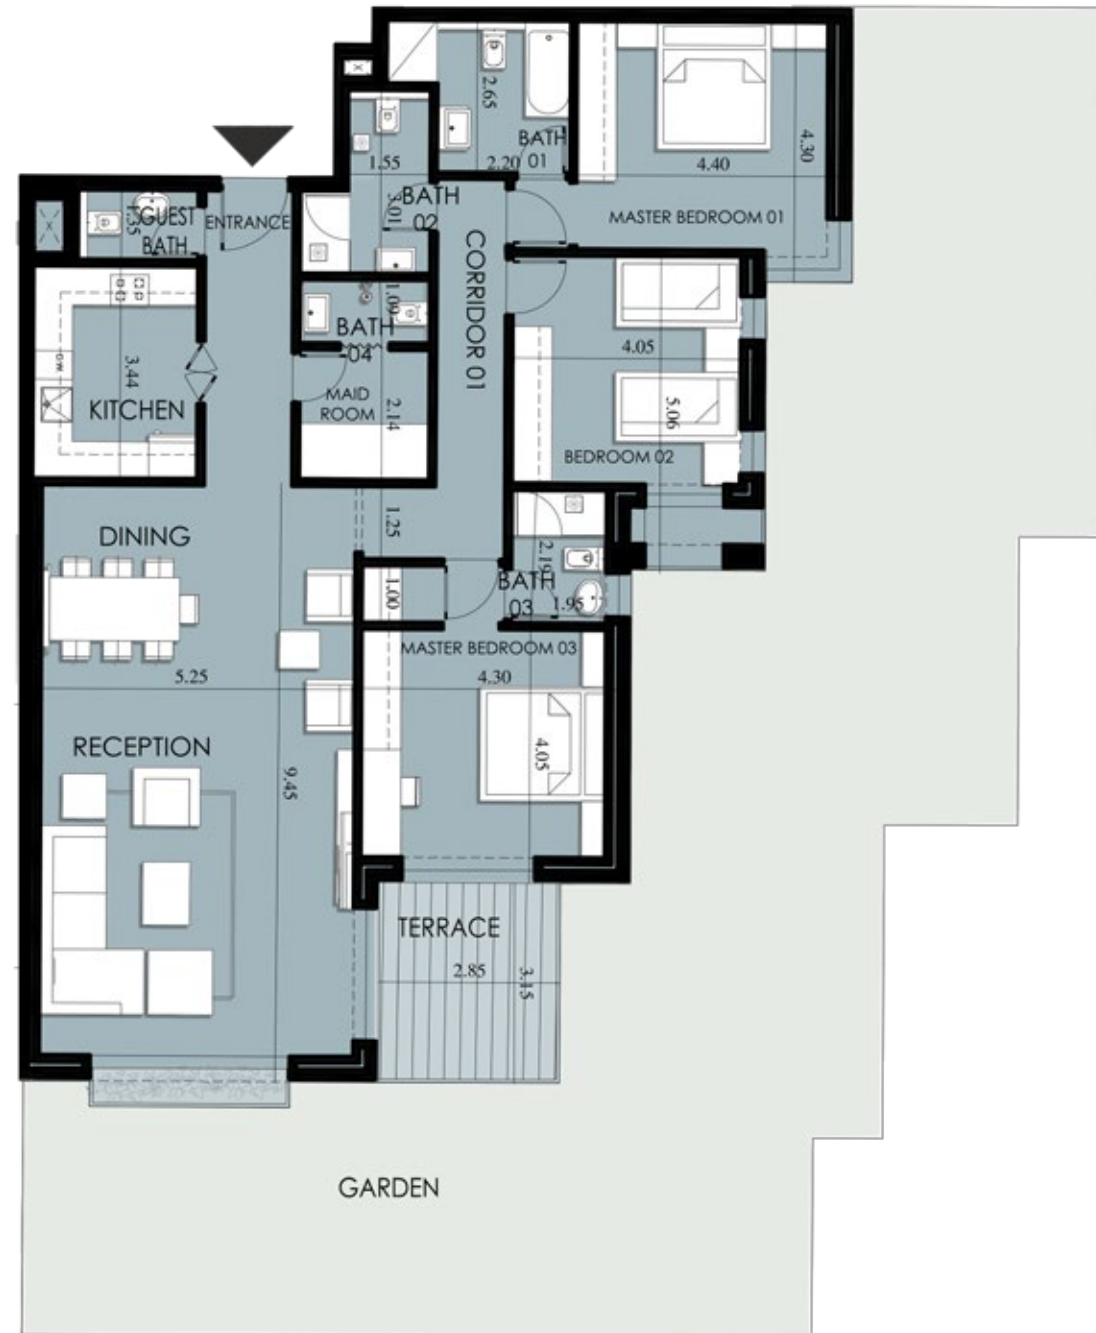 2.65
BATH
01
2.20
4.40
4.30
MASTER BEDROOM 01
1.55
3.01
BATH
02
GUEST
BATH
ENTRANCE
CORRIDOR 01
1.09
BATH
04
MAID
ROOM
2.14
3.44
KITCHEN
D.W
4.05
5.06
BEDROOM 02
DINING
1.25
2.19
BATH
03
1.95
1.00
MASTER BEDROOM 03
5.25
4.30
4.05
RECEPTION
9.45
TERRACE
2.85
3.15
GARDEN